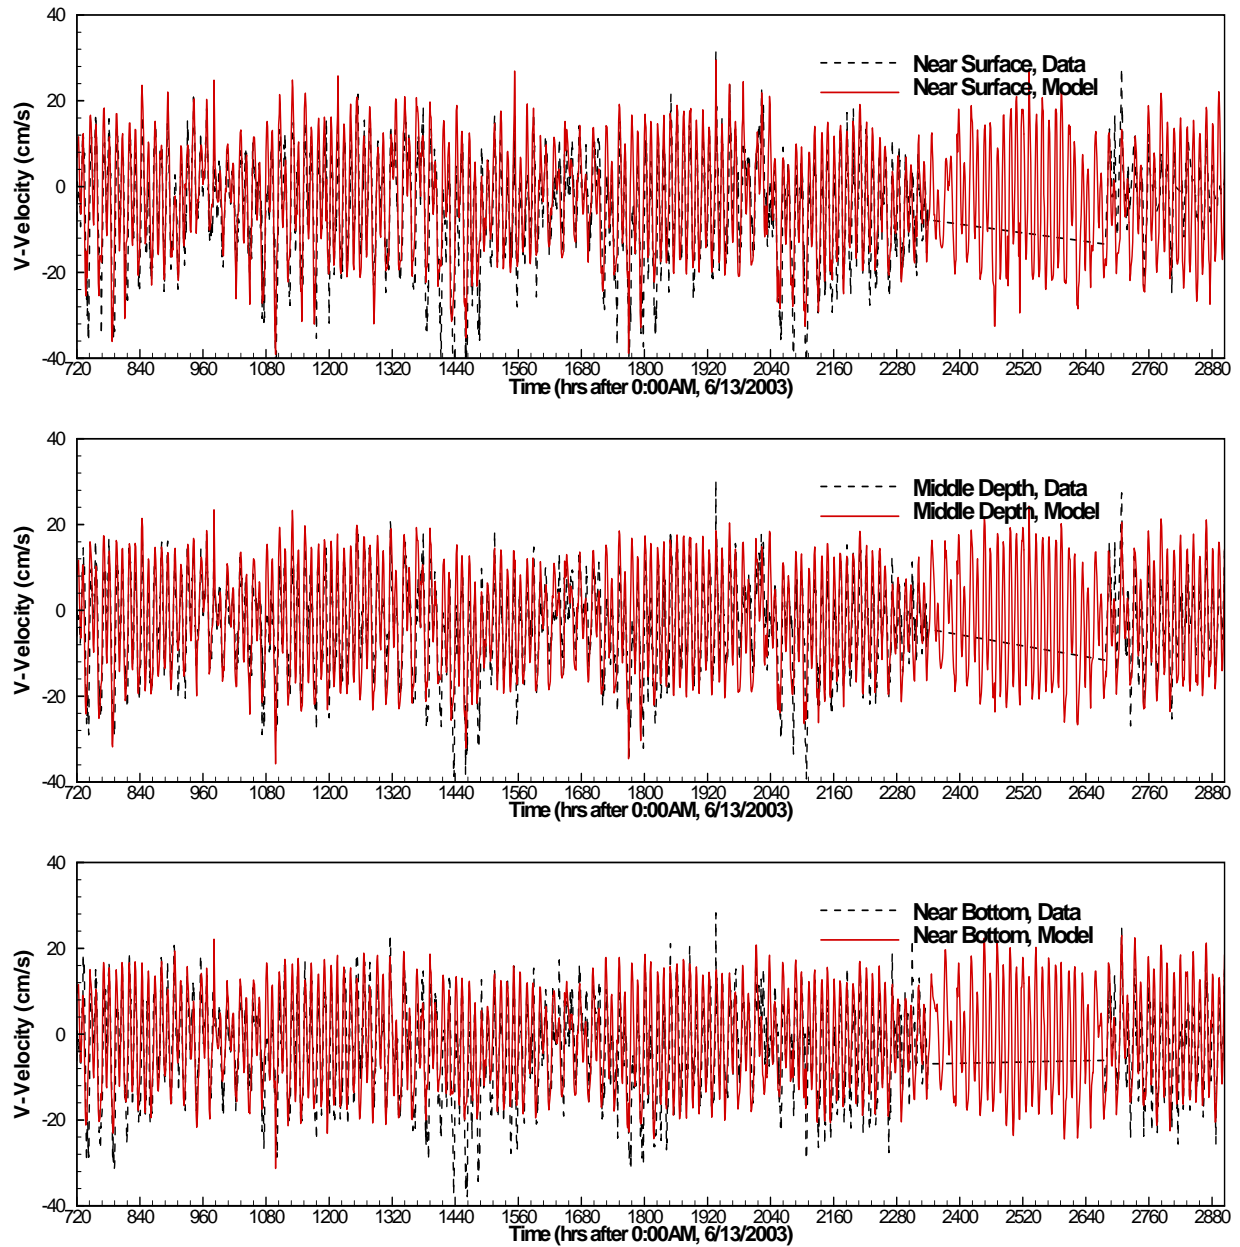 40
20
0
-20
-40
V-Velocity (cm/s)
Near Surface, Data
Near Surface, Model
720 840 960 1080 1200 1320 1440 1560 1680 1800 1920 2040 2160 2280 2400 2520 2640 2760 2880
Time (hrs after 0:00AM, 6/13/2003)
40
20
0
-20
-40
V-Velocity (cm/s)
Middle Depth, Data
Middle Depth, Model
720 840 960 1080 1200 1320 1440 1560 1680 1800 1920 2040 2160 2280 2400 2520 2640 2760 2880
Time (hrs after 0:00AM, 6/13/2003)
40
20
0
-20
-40
V-Velocity (cm/s)
Near Bottom, Data
Near Bottom, Model
720 840 960 1080 1200 1320 1440 1560 1680 1800 1920 2040 2160 2280 2400 2520 2640 2760 2880
Time (hrs after 0:00AM, 6/13/2003)